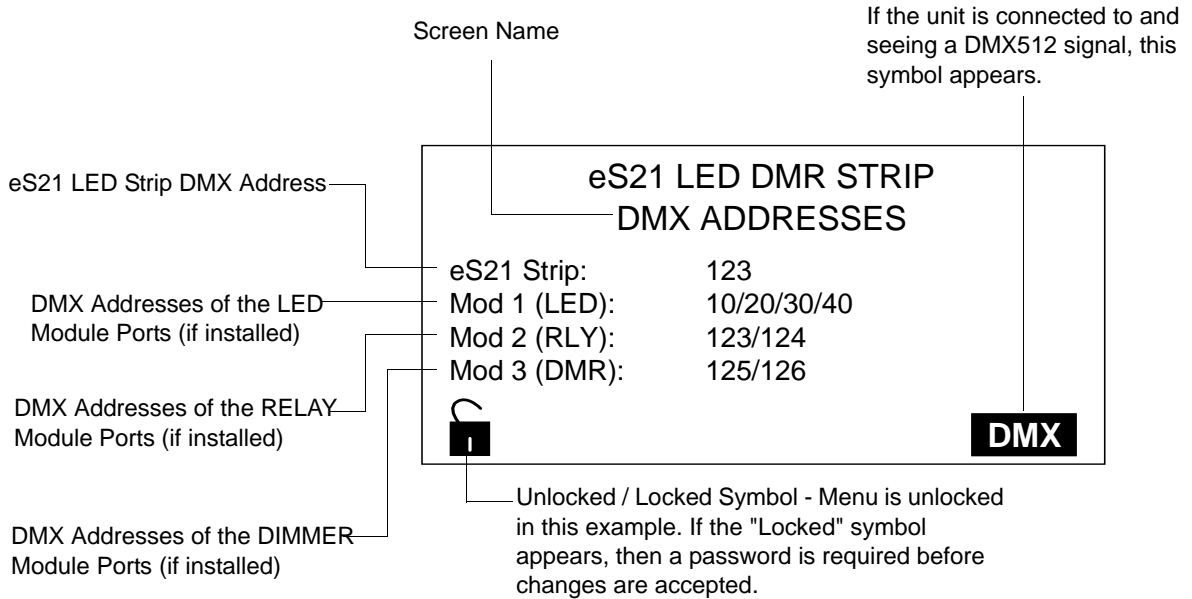 Screen Name
If the unit is connected to and
seeing a DMX512 signal, this
symbol appears.
eS21 LED Strip DMX Address
DMX Addresses of the LED
Module Ports (if installed)
DMX Addresses of the RELAY
Module Ports (if installed)
DMX Addresses of the DIMMER
Module Ports (if installed)
eS21 LED DMR STRIP
DMX ADDRESSES
eS21 Strip: 123
Mod 1 (LED): 10/20/30/40
Mod 2 (RLY): 123/124
Mod 3 (DMR): 125/126
DMX
Unlocked / Locked Symbol - Menu is unlocked
in this example. If the "Locked" symbol
appears, then a password is required before
changes are accepted.